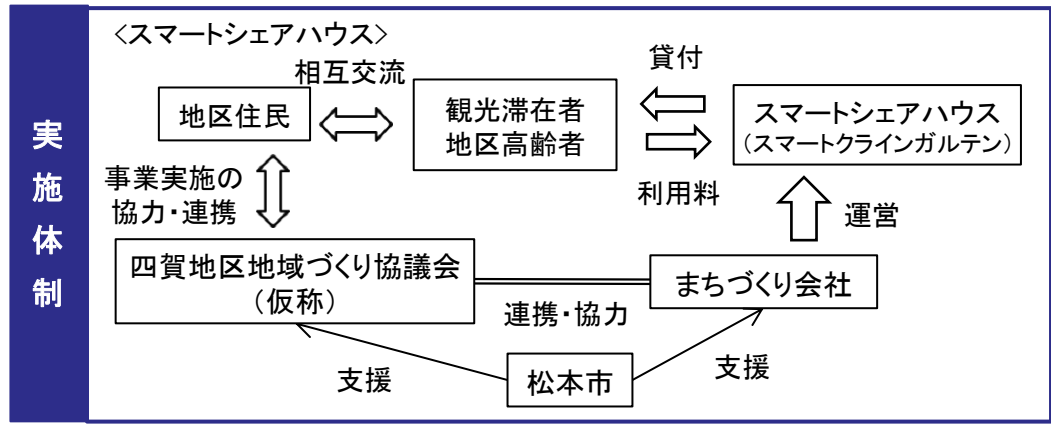 実施体制
〈スマートシェアハウス〉
相互交流
貸付
地区住民
観光滞在者
地区高齢者
スマートシェアハウス
(スマートクラインガルテン)
事業実施の
協力・連携
利用料
運営
四賀地区地域づくり協議会
(仮称)
まちづくり会社
連携・協力
支援
松本市
支援